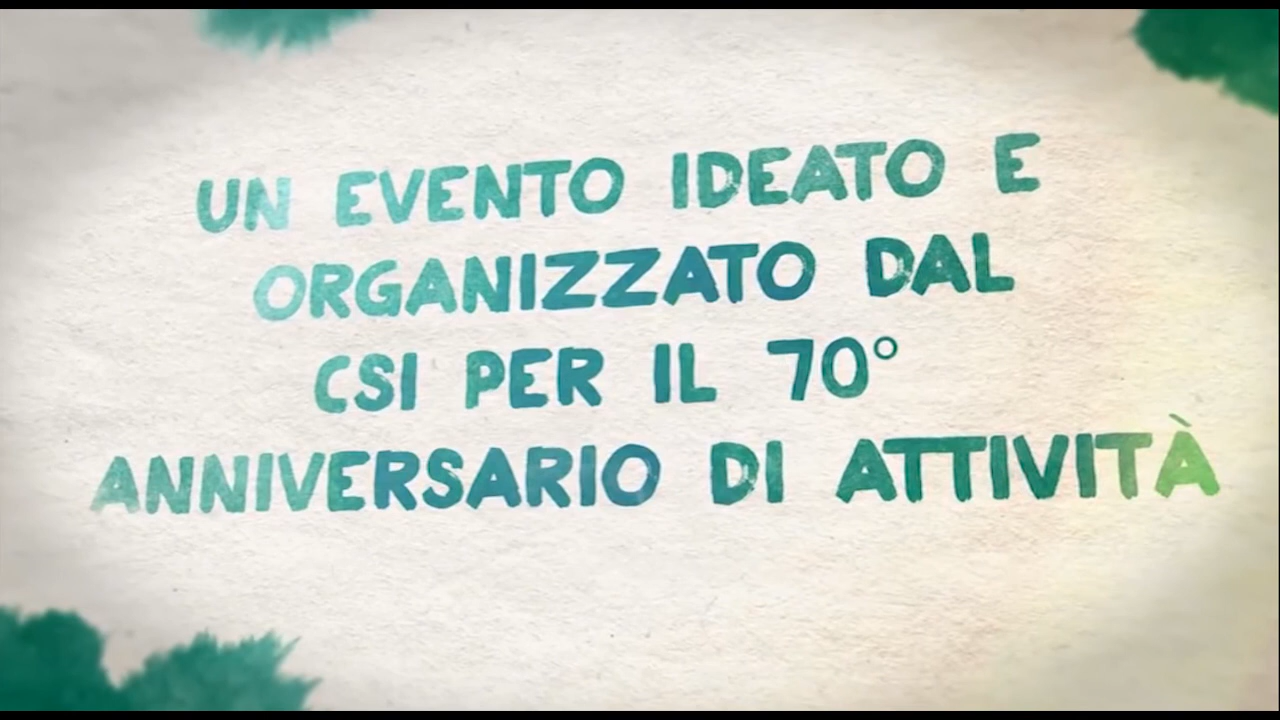 UN EVENTO IDEATO E
ORGANIZZATO DAL
CSI PER IL 70°
ANNIVERSARIO DI ATTIVITÀ